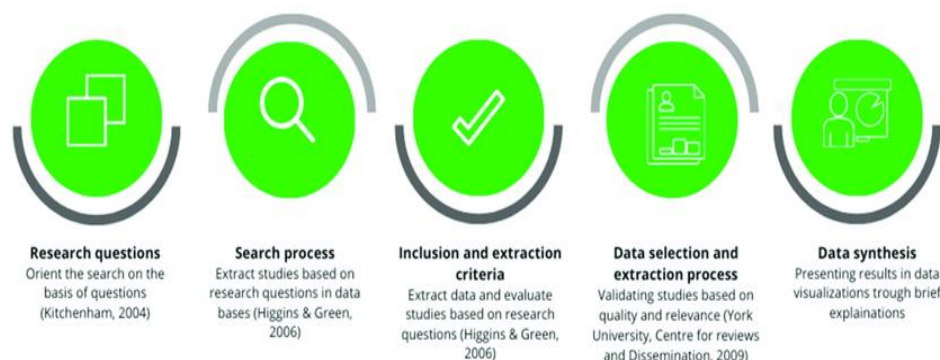 Research questions
Orient the search on the
basis of questions
(Kitchenham, 2004)
Search process
Extract studies based on
research questions in data
bases (Higgins & Green,
2006)
Inclusion and extraction
criteria
Extract data and evaluate
studies based on research
questions (Higgins & Green,
2006)
Data selection and
extraction process
Validating studies based on
quality and relevance (York
University, Centre for reviews
and Dissemination, 2009)
Data synthesis
Presenting results in data
visualizations trough brief
explainations